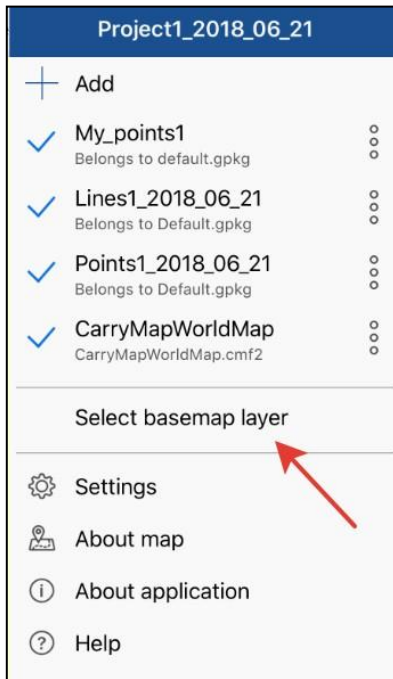 Project1_2018_06_21
Add
My_points1
Belongs to default.gpkg
Lines1_2018_06_21
Belongs to Default.gpkg
Points1_2018_06_21
Belongs to Default.gpkg
CarryMapWorldMap
CarryMapWorldMap.cmf2
Select basemap layer
Settings
About map
About application
Help